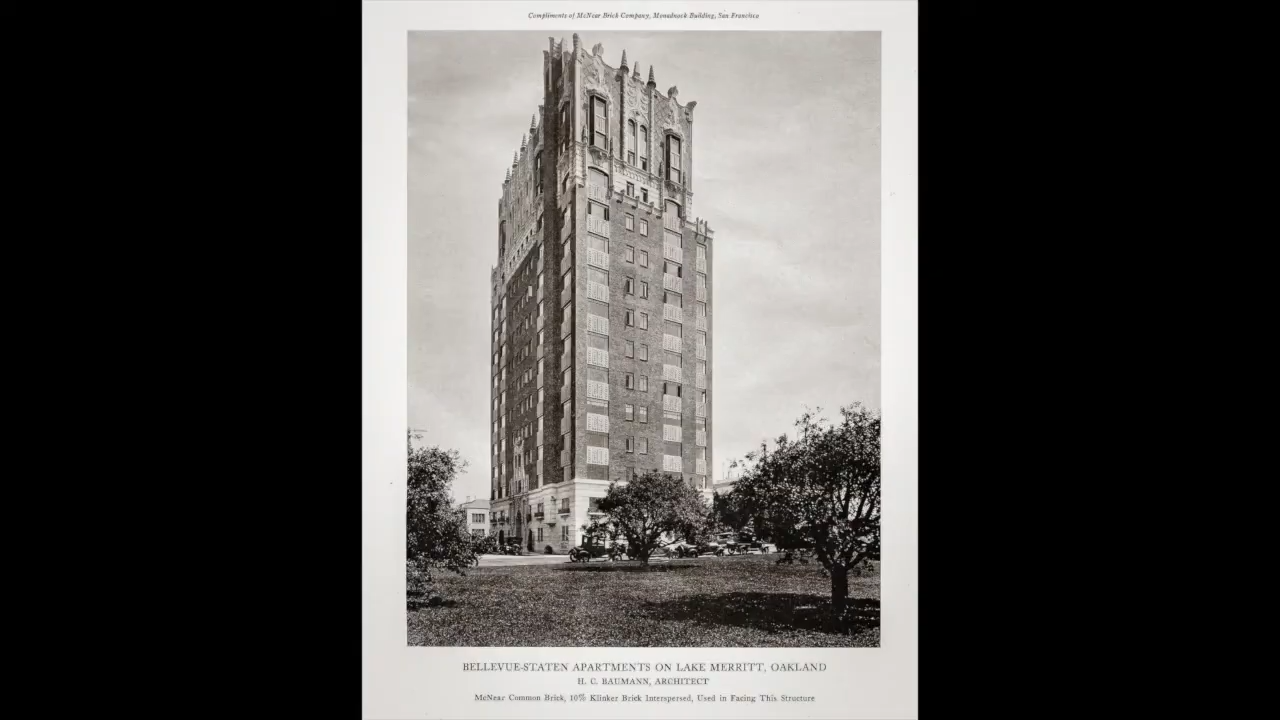 Compliments of McNear Brick Company, Monadnock Building, San Francisco
BELLEVUE-STATEN APARTMENTS ON LAKE MERRITT, OAKLAND
H. C. BAUMANN, ARCHITECT
McNear Common Brick, 10% Klinker Brick Interspersed, Used in Facing This Structure